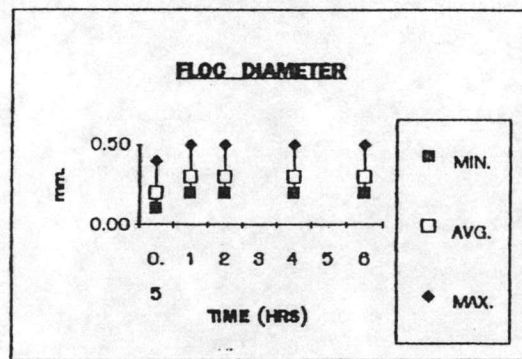 FLOC DIAMETER
0.50
mm.
0.00
0. 1 2 3 4 5 6
5
TIME (HRS)
MIN.
AVG.
MAX.